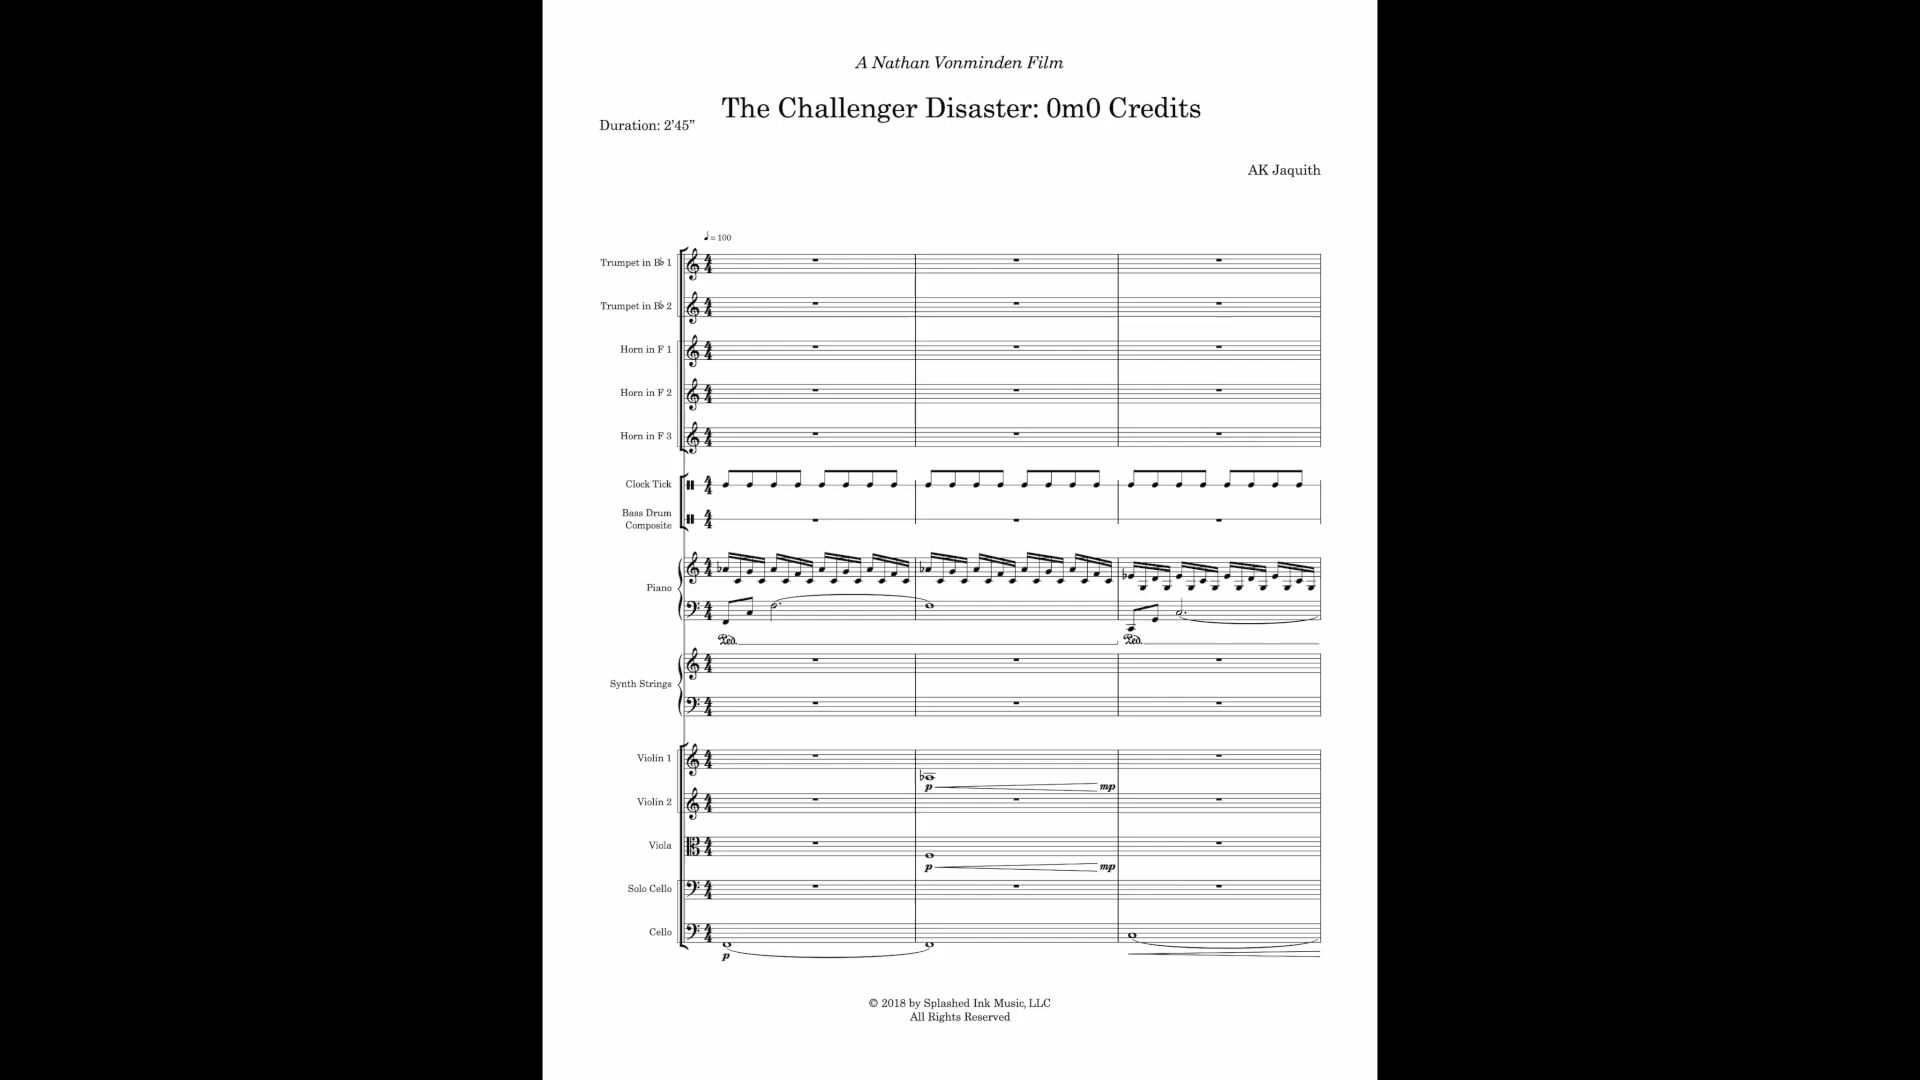 A Nathan Vonminden Film
The Challenger Disaster: 0m0 Credits
Duration: 2'45"
AK Jaquith
♩= 100
Trumpet in B♭ 1
Trumpet in B♭ 2
Horn in F 1
Horn in F 2
Horn in F 3
Clock Tick
Bass Drum
Composite
Piano
Ped. Ped.
Synth Strings
Violin 1
p mp
Violin 2
Viola
p mp
Solo Cello
Cello
p
© 2018 by Splashed Ink Music, LLC
All Rights Reserved